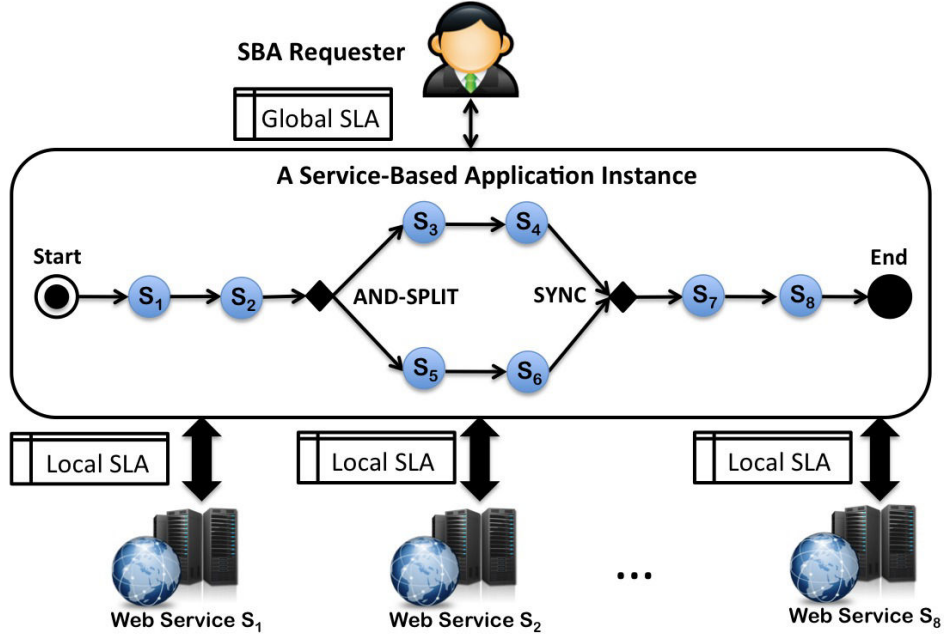 SBA Requester
Global SLA
A Service-Based Application Instance
S₃ S₄
Start End
S₁ S₂ AND-SPLIT SYNC S₇ S₈
S₅ S₆
Local SLA Local SLA Local SLA
...
Web Service S₁ Web Service S₂ Web Service S₈